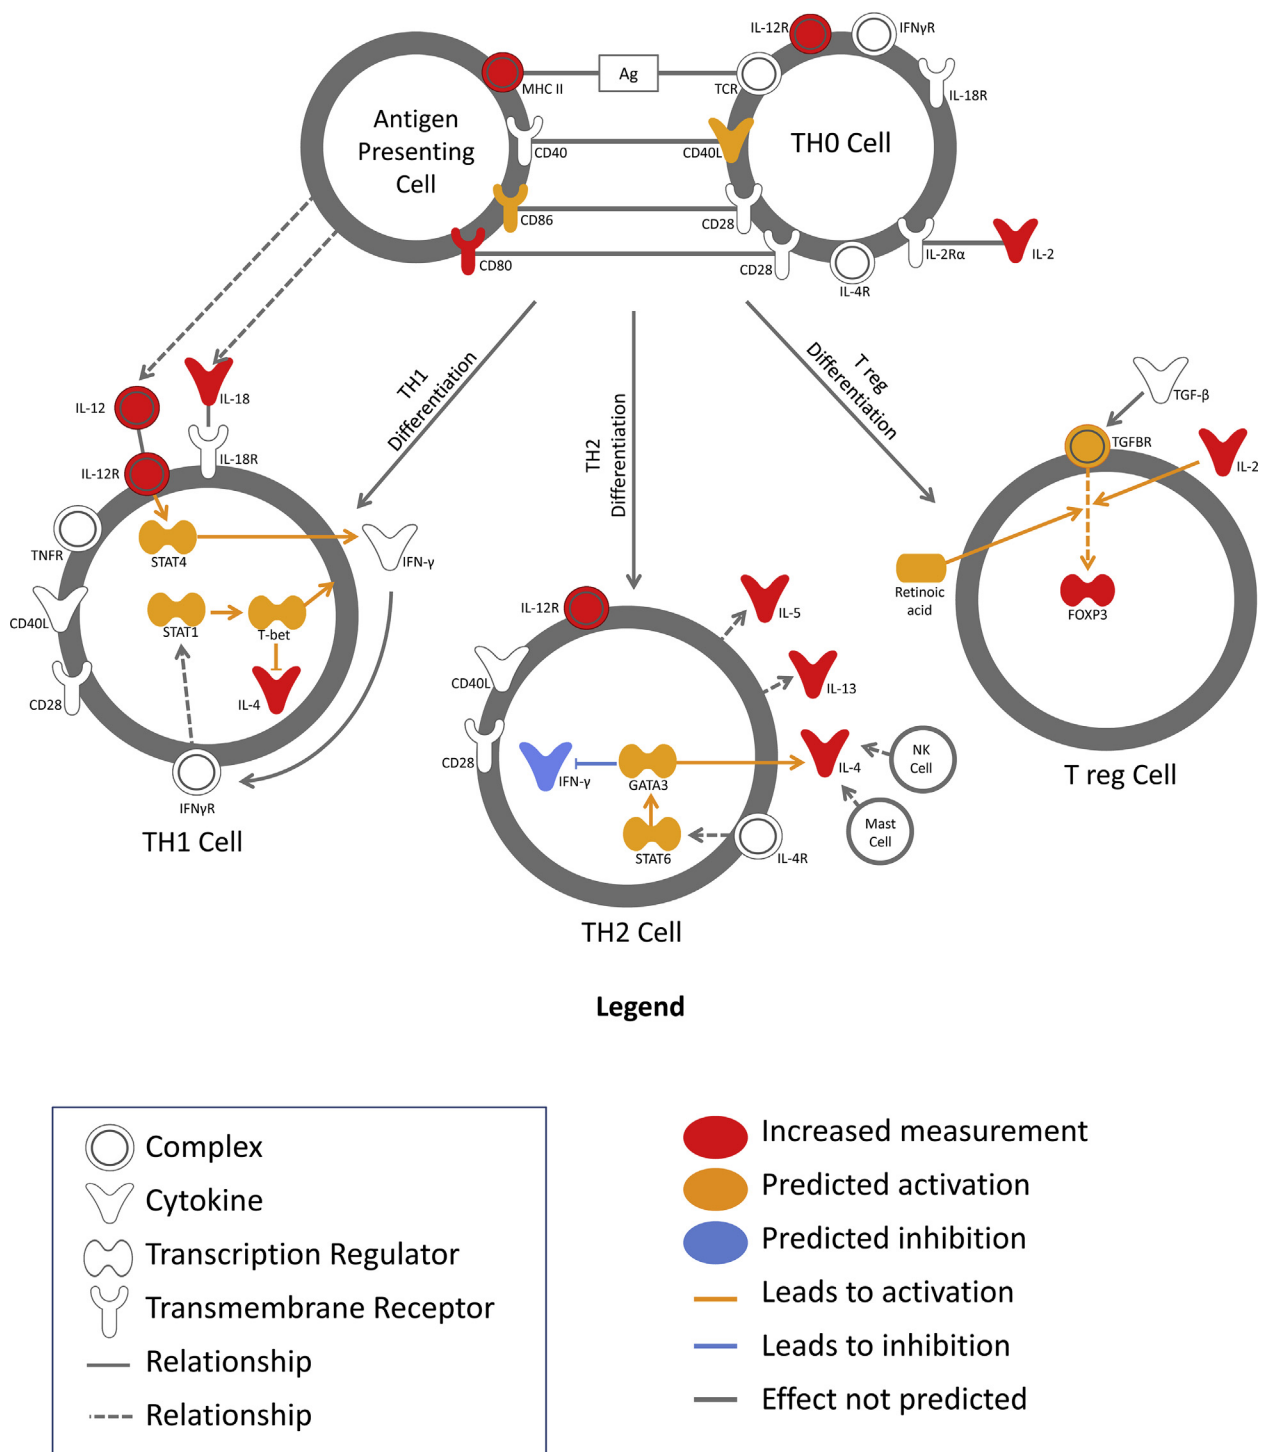 IL-12R
IFNγR
MHC II
Ag
TCR
IL-18R
Antigen
Presenting
Cell
TH0 Cell
CD40
CD40L
CD86
CD28
CD80
CD28
IL-4R
IL-2Rα
IL-2
TH1
Differentiation
TH2
Differentiation
T reg
Differentiation
IL-12
IL-18
IL-12R
IL-18R
TNFR
STAT4
IFN-γ
CD40L
STAT1
T-bet
CD28
IL-4
IFNγR
TH1 Cell
IL-12R
IL-5
CD40L
IL-13
CD28
IFN-γ
GATA3
IL-4
NK
Cell
STAT6
IL-4R
Mast
Cell
TH2 Cell
TGF-β
TGFBR
IL-2
Retinoic
acid
FOXP3
T reg Cell
Legend
Complex
Cytokine
Transcription Regulator
Transmembrane Receptor
Relationship
Relationship
Increased measurement
Predicted activation
Predicted inhibition
Leads to activation
Leads to inhibition
Effect not predicted